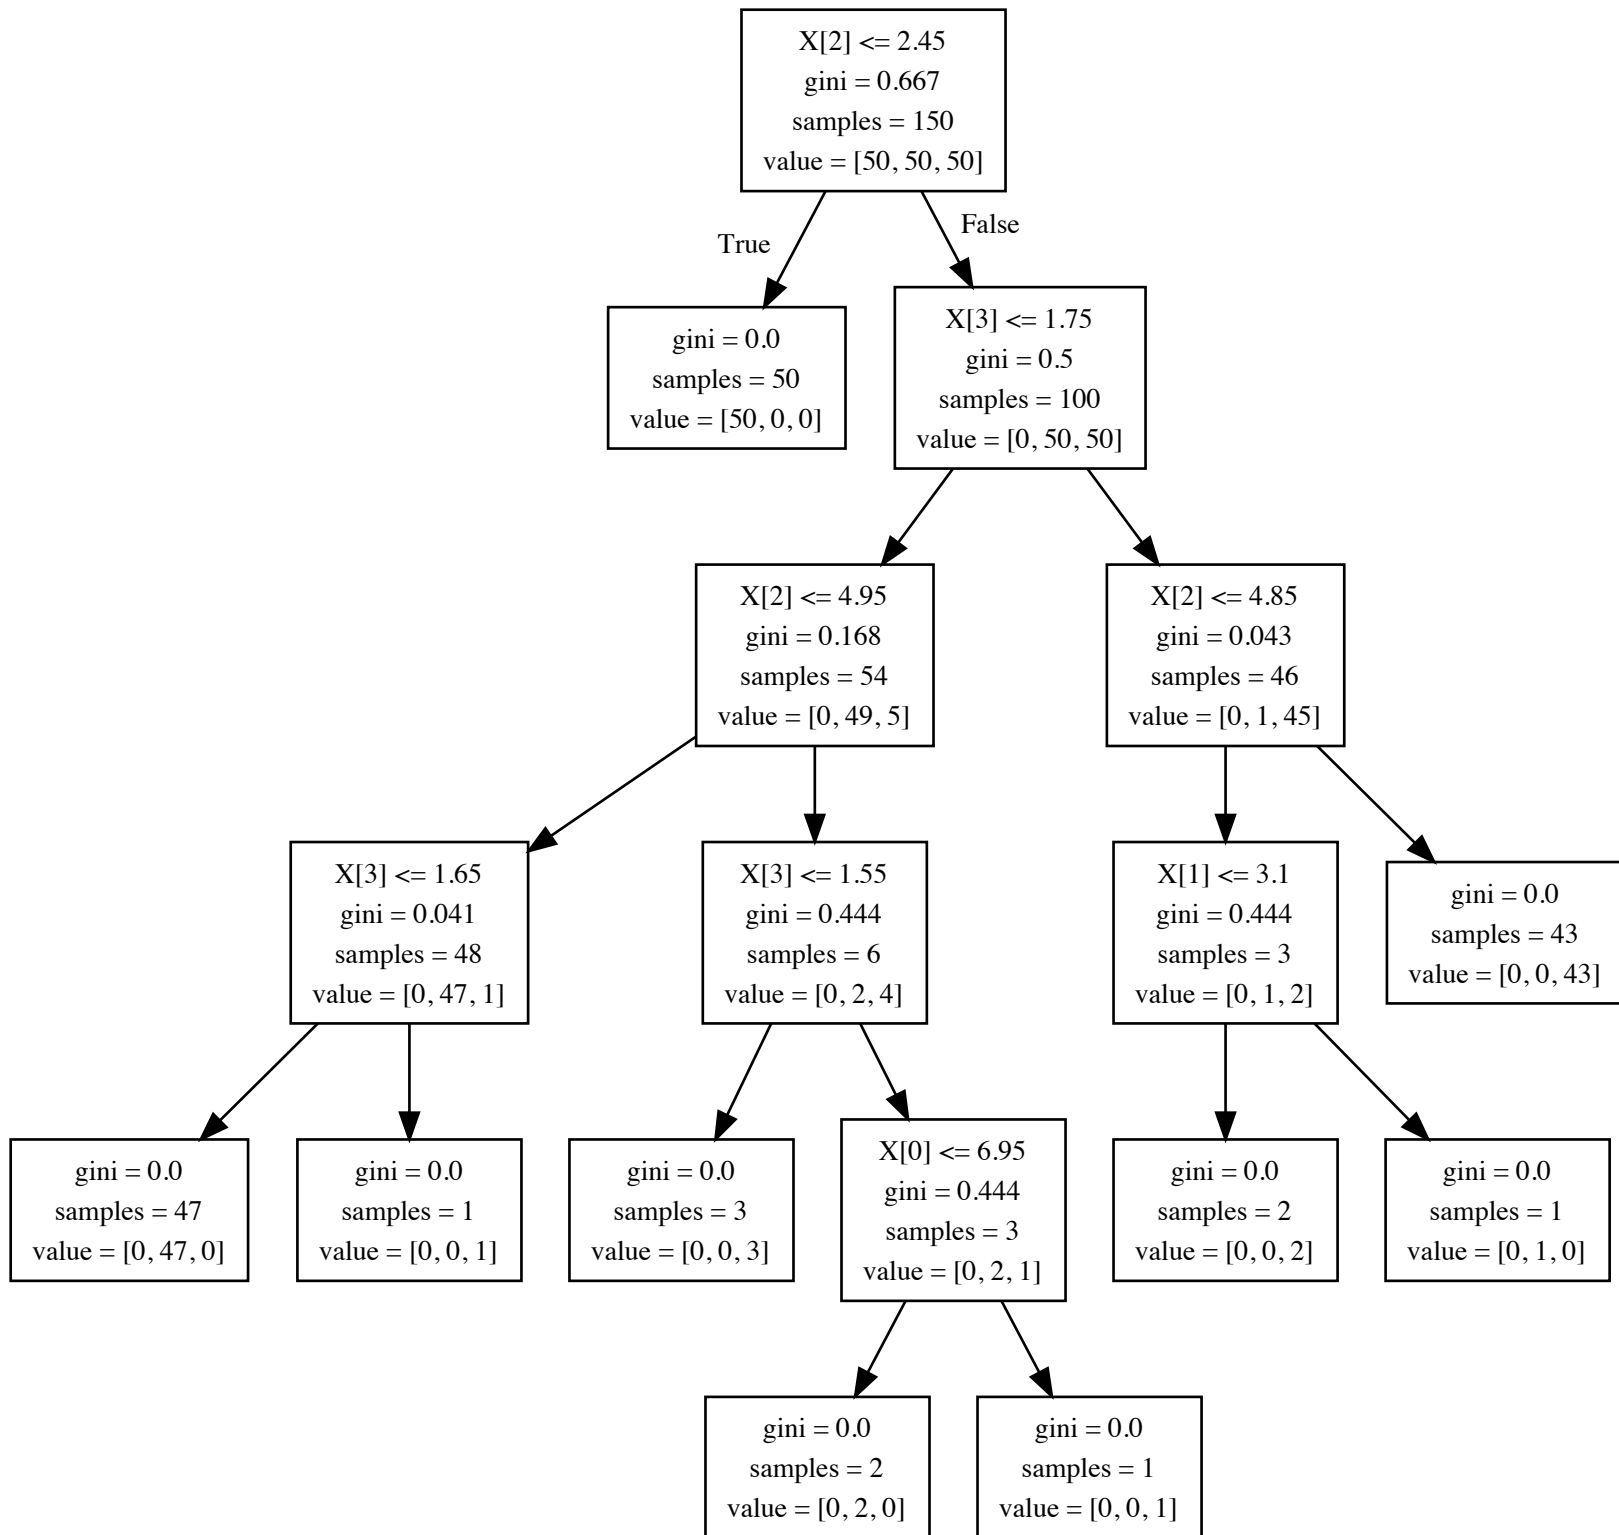 X[2] <= 2.45
gini = 0.667
samples = 150
value = [50, 50, 50]
True
False
gini = 0.0
samples = 50
value = [50, 0, 0]
X[3] <= 1.75
gini = 0.5
samples = 100
value = [0, 50, 50]
X[2] <= 4.95
gini = 0.168
samples = 54
value = [0, 49, 5]
X[2] <= 4.85
gini = 0.043
samples = 46
value = [0, 1, 45]
X[3] <= 1.65
gini = 0.041
samples = 48
value = [0, 47, 1]
X[3] <= 1.55
gini = 0.444
samples = 6
value = [0, 2, 4]
X[1] <= 3.1
gini = 0.444
samples = 3
value = [0, 1, 2]
gini = 0.0
samples = 43
value = [0, 0, 43]
gini = 0.0
samples = 47
value = [0, 47, 0]
gini = 0.0
samples = 1
value = [0, 0, 1]
gini = 0.0
samples = 3
value = [0, 0, 3]
X[0] <= 6.95
gini = 0.444
samples = 3
value = [0, 2, 1]
gini = 0.0
samples = 2
value = [0, 0, 2]
gini = 0.0
samples = 1
value = [0, 1, 0]
gini = 0.0
samples = 2
value = [0, 2, 0]
gini = 0.0
samples = 1
value = [0, 0, 1]